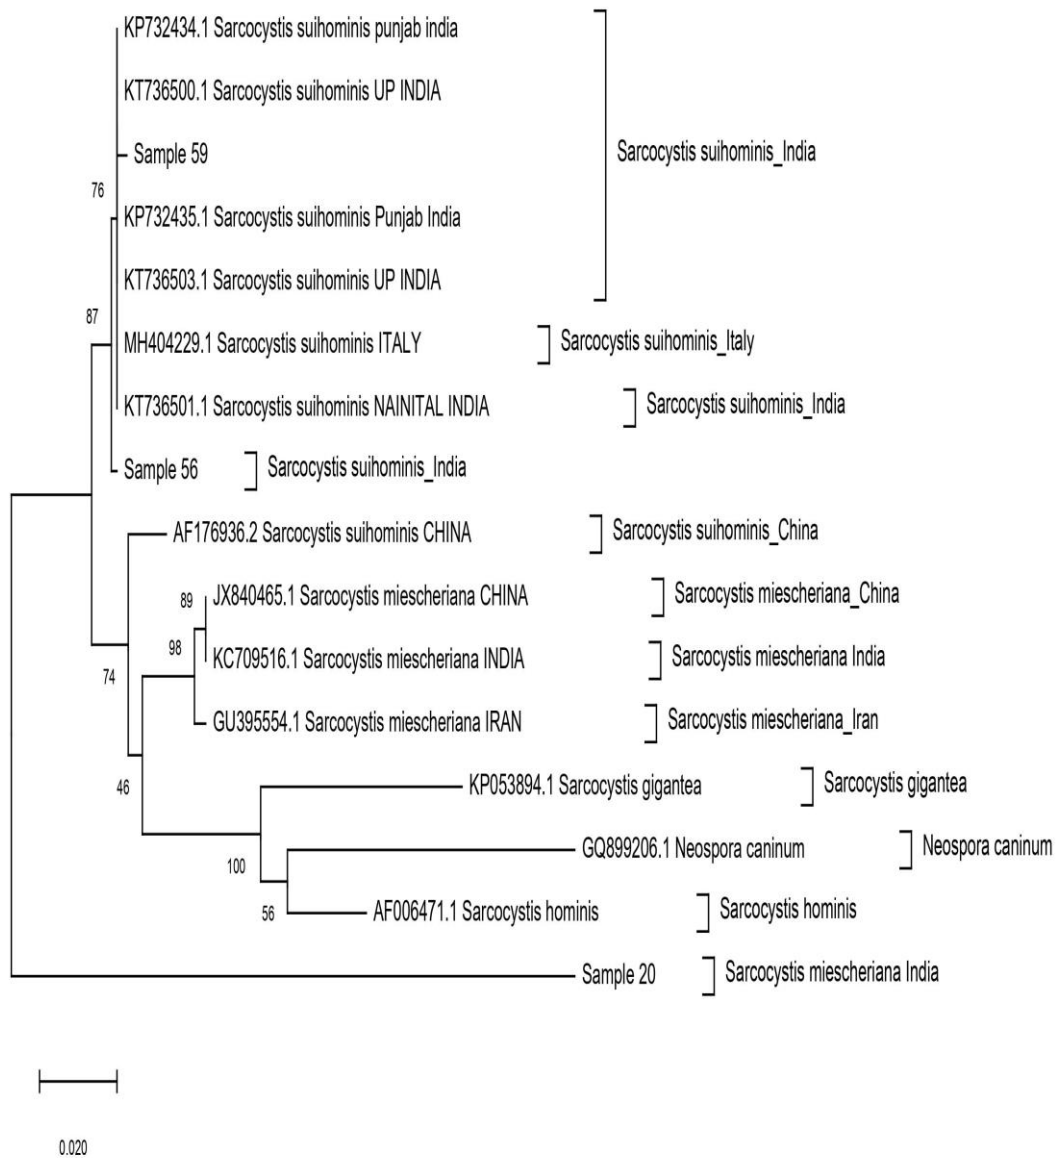 KP732434.1 Sarcocystis suihominis punjab india
KT736500.1 Sarcocystis suihominis UP INDIA
Sample 59
Sarcocystis suihominis_India
76
KP732435.1 Sarcocystis suihominis Punjab India
KT736503.1 Sarcocystis suihominis UP INDIA
87
MH404229.1 Sarcocystis suihominis ITALY
Sarcocystis suihominis_Italy
KT736501.1 Sarcocystis suihominis NAINITAL INDIA
Sarcocystis suihominis_India
Sample 56
Sarcocystis suihominis_India
AF176936.2 Sarcocystis suihominis CHINA
Sarcocystis suihominis_China
89
JX840465.1 Sarcocystis miescheriana CHINA
Sarcocystis miescheriana_China
98
KC709516.1 Sarcocystis miescheriana INDIA
Sarcocystis miescheriana India
74
GU395554.1 Sarcocystis miescheriana IRAN
Sarcocystis miescheriana_Iran
46
KP053894.1 Sarcocystis gigantea
Sarcocystis gigantea
GQ899206.1 Neospora caninum
Neospora caninum
100
56
AF006471.1 Sarcocystis hominis
Sarcocystis hominis
Sample 20
Sarcocystis miescheriana India
0.020